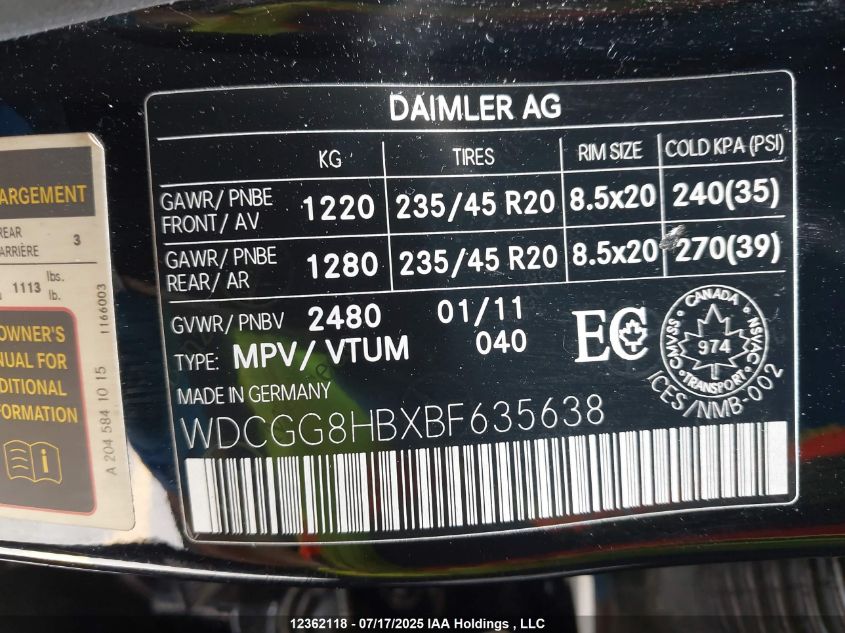 DAIMLER AG
KG TIRES RIM SIZE COLD KPA (PSI)
GAWR/ PNBE FRONT/ AV 1220 235/45 R20 8.5x20 240(35)
GAWR/ PNBE REAR/ AR 1280 235/45 R20 8.5x20 270(39)
GVWR/ PNBV 2480 01/11
TYPE: MPV/ VTUM 040
MADE IN GERMANY
WDCGG8HBXBF635638
EC
CANADA
CMVSS 974 NSVAC
TRANSPORT
ICES/NMB-002
ARGEMENT
REAR
ARRIÈRE 3
1113 lbs.
lb.
OWNER'S
NUAL FOR
DITIONAL
FORMATION
i
A 204 584 10 15 1166003
12362118 - 07/17/2025 IAA Holdings , LLC